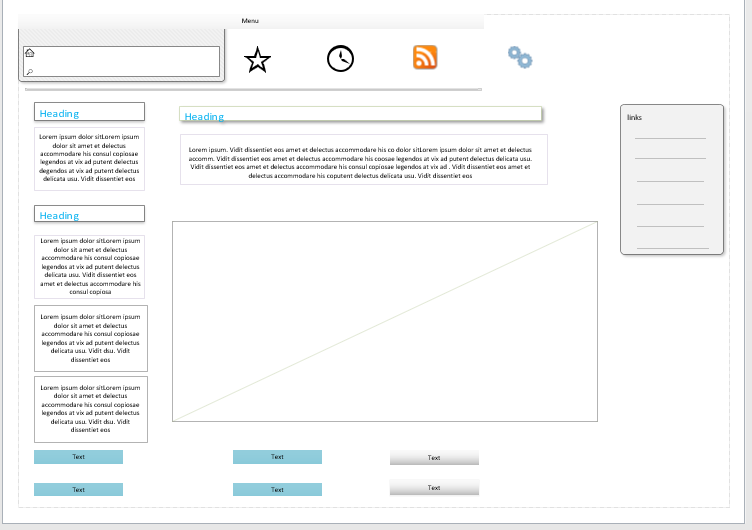 Menu
Heading
Lorem ipsum dolor sitLorem ipsum
dolor sit amet et delectus
accommodare his consul copiosae
legendos at vix ad putent delectus
delicata usu. Vidit dissentiet eos
Heading
Lorem ipsum dolor sitLorem ipsum
dolor sit amet et delectus
accommodare his consul copiosae
legendos at vix ad putent delectus
delicata usu. Vidit dissentiet eos
amet et delectus accommodare his
consul copiosa
Lorem ipsum dolor sitLorem ipsum
dolor sit amet et delectus
accommodare his consul copiosae
legendos at vix ad putent delectus
delicata usu. Vidit dsu. Vidit
dissentiet eos
Lorem ipsum dolor sitLorem ipsum
dolor sit amet et delectus
accommodare his consul copiosae
legendos at vix ad putent delectus
delicata usu. Vidit dsu. Vidit
dissentiet eos
Heading
Lorem ipsum. Vidit dissentiet eos amet et delectus accommodare his co dolor sitLorem ipsum dolor sit amet et delectus
accomm. Vidit dissentiet eos amet et delectus accommodare his coosae legendos at vix ad putent delectus delicata usu.
Vidit dissentiet eos amet et delectus accommodare his consul copiosae legendos at vix ad . Vidit dissentiet eos amet et
delectus accommodare his coputent delectus delicata usu. Vidit dissentiet eos
links
Text
Text
Text
Text
Text
Text